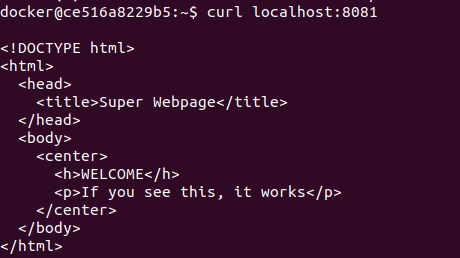 docker@ce516a8229b5:~$ curl localhost:8081
<!DOCTYPE html>
<html>
  <head>
    <title>Super Webpage</title>
  </head>
  <body>
    <center>
      <h>WELCOME</h>
      <p>If you see this, it works</p>
    </center>
  </body>
</html>